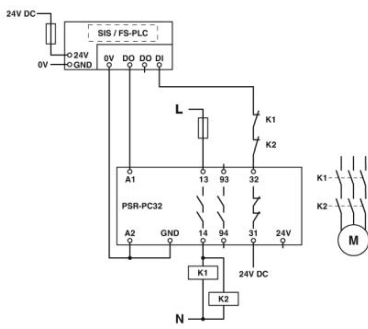 24V DC
SIS / FS-PLC
24V
0V
GND
0V DO DO DI
L
K1
K2
A1 13 93 32
PSR-PC32
A2 GND 14 94 31 24V
K1
K2
M
K1
24V DC
K2
N